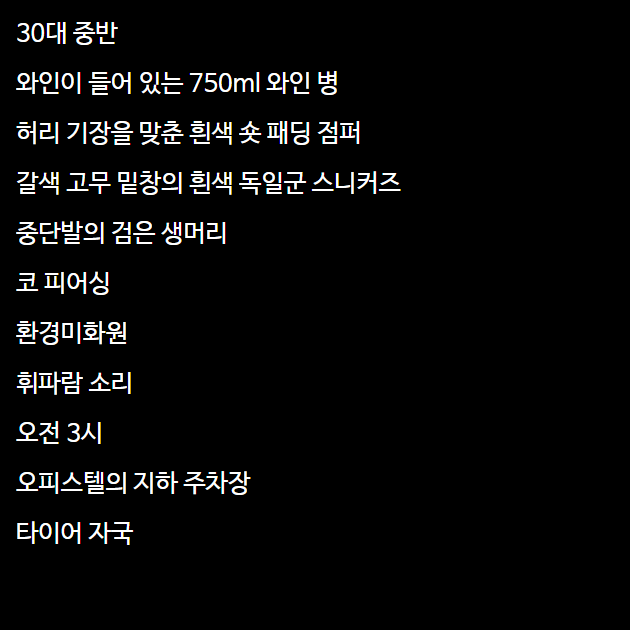 30대 중반
와인이 들어 있는 750ml 와인 병
허리 기장을 맞춘 흰색 숏 패딩 점퍼
갈색 고무 밑창의 흰색 독일군 스니커즈
중단발의 검은 생머리
코 피어싱
환경미화원
휘파람 소리
오전 3시
오피스텔의 지하 주차장
타이어 자국